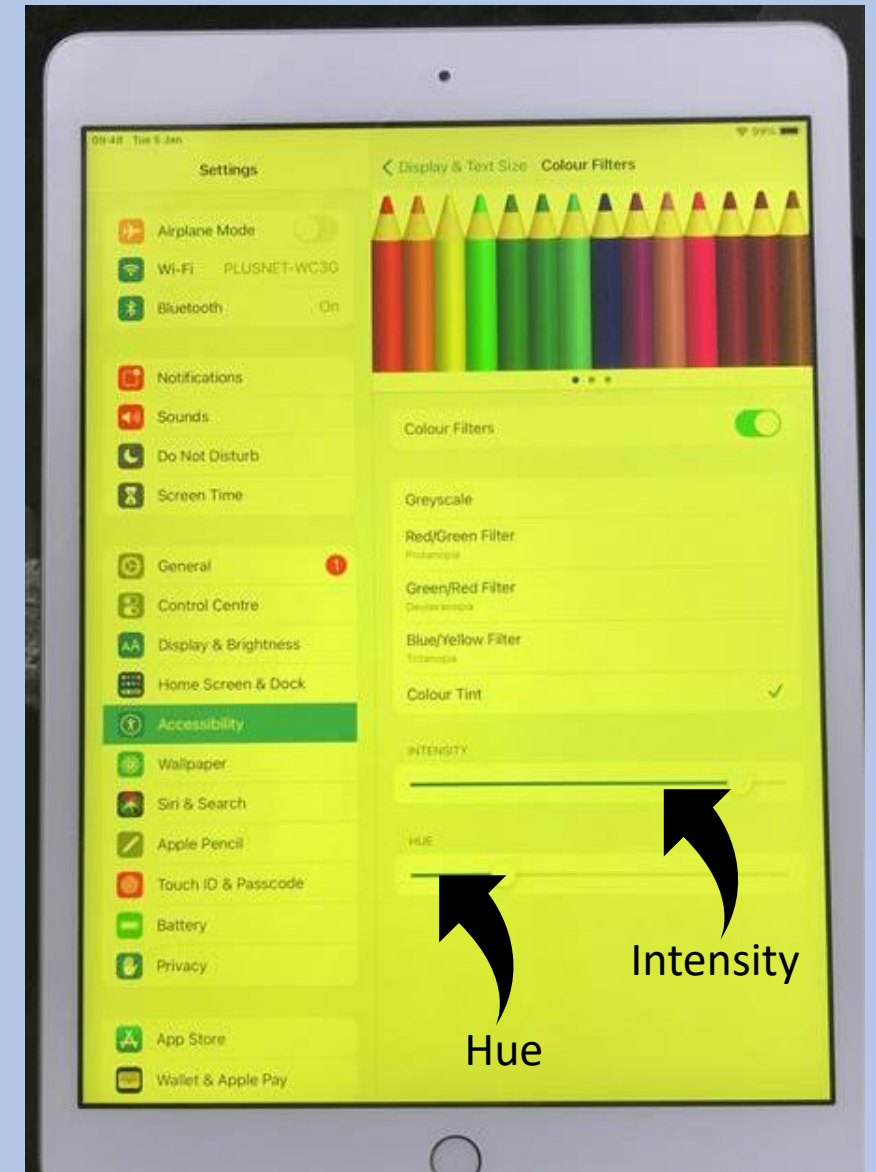 09:48 Tue 5 Jan
99%
Settings
Airplane Mode
Wi-Fi PLUSNET-WC3G
Bluetooth On
Notifications
Sounds
Do Not Disturb
Screen Time
General 1
Control Centre
AA Display & Brightness
Home Screen & Dock
Accessibility
Wallpaper
Siri & Search
Apple Pencil
Touch ID & Passcode
Battery
Privacy
App Store
Wallet & Apple Pay
Display & Text Size Colour Filters
Colour Filters
Greyscale
Red/Green Filter
Protanopia
Green/Red Filter
Deuteranopia
Blue/Yellow Filter
Tritanopia
Colour Tint
INTENSITY
HUE
Intensity
Hue